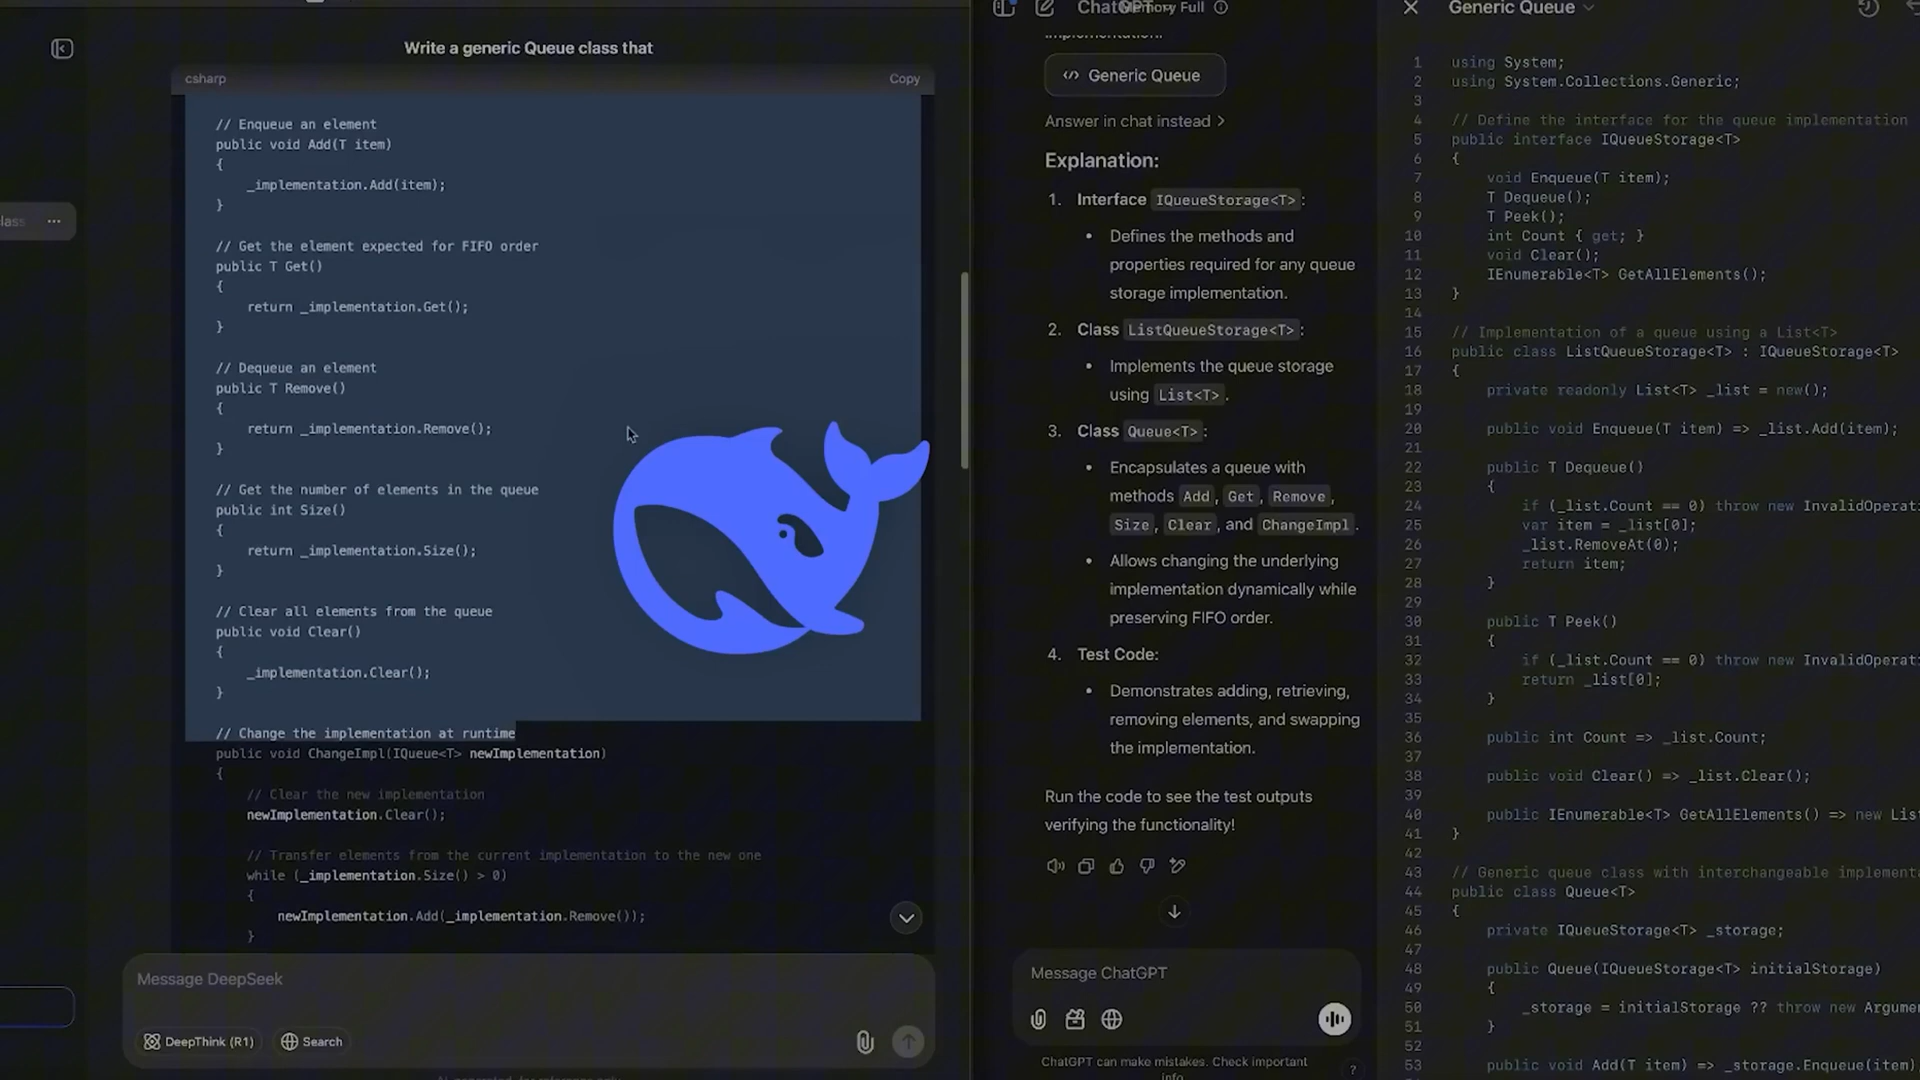 Write a generic Queue class that
csharp
Copy
// Enqueue an element
public void Add(T item)
{
_implementation.Add(item);
}
// Get the element expected for FIFO order
public T Get()
{
return _implementation.Get();
}
// Dequeue an element
public T Remove()
{
return _implementation.Remove();
}
// Get the number of elements in the queue
public int Size()
{
return _implementation.Size();
}
// Clear all elements from the queue
public void Clear()
{
_implementation.Clear();
}
// Change the implementation at runtime
public void ChangeImpl(IQueue<T> newImplementation)
{
// Clear the new implementation
newImplementation.Clear();
// Transfer elements from the current implementation to the new one
while (_implementation.Size() > 0)
{
newImplementation.Add(_implementation.Remove());
}
Message DeepSeek
DeepThink (R1)
Search
Memory Full
Generic Queue
Answer in chat instead >
Explanation:
1. Interface IQueueStorage<T>:
• Defines the methods and
properties required for any queue
storage implementation.
2. Class ListQueueStorage<T>:
• Implements the queue storage
using List<T>.
3. Class Queue<T>:
• Encapsulates a queue with
methods Add, Get, Remove,
Size, Clear, and ChangeImpl.
• Allows changing the underlying
implementation dynamically while
preserving FIFO order.
4. Test Code:
• Demonstrates adding, retrieving,
removing elements, and swapping
the implementation.
Run the code to see the test outputs
verifying the functionality!
Message ChatGPT
ChatGPT can make mistakes. Check important
info.
?
Generic Queue
1 using System;
2 using System.Collections.Generic;
3
4 // Define the interface for the queue implementation
5 public interface IQueueStorage<T>
6 {
7 void Enqueue(T item);
8 T Dequeue();
9 T Peek();
10 int Count { get; }
11 void Clear();
12 IEnumerable<T> GetAllElements();
13 }
14
15 // Implementation of a queue using a List<T>
16 public class ListQueueStorage<T> : IQueueStorage<T>
17 {
18 private readonly List<T> _list = new();
19
20 public void Enqueue(T item) => _list.Add(item);
21
22 public T Dequeue()
23 {
24 if (_list.Count == 0) throw new InvalidOperati
25 var item = _list[0];
26 _list.RemoveAt(0);
27 return item;
28 }
29
30 public T Peek()
31 {
32 if (_list.Count == 0) throw new InvalidOperati
33 return _list[0];
34 }
35
36 public int Count => _list.Count;
37
38 public void Clear() => _list.Clear();
39
40 public IEnumerable<T> GetAllElements() => new List
41 }
42
43 // Generic queue class with interchangeable implement
44 public class Queue<T>
45 {
46 private IQueueStorage<T> _storage;
47
48 public Queue(IQueueStorage<T> initialStorage)
49 {
50 _storage = initialStorage ?? throw new Argumer
51 }
52
53 public void Add(T item) => _storage.Enqueue(item)